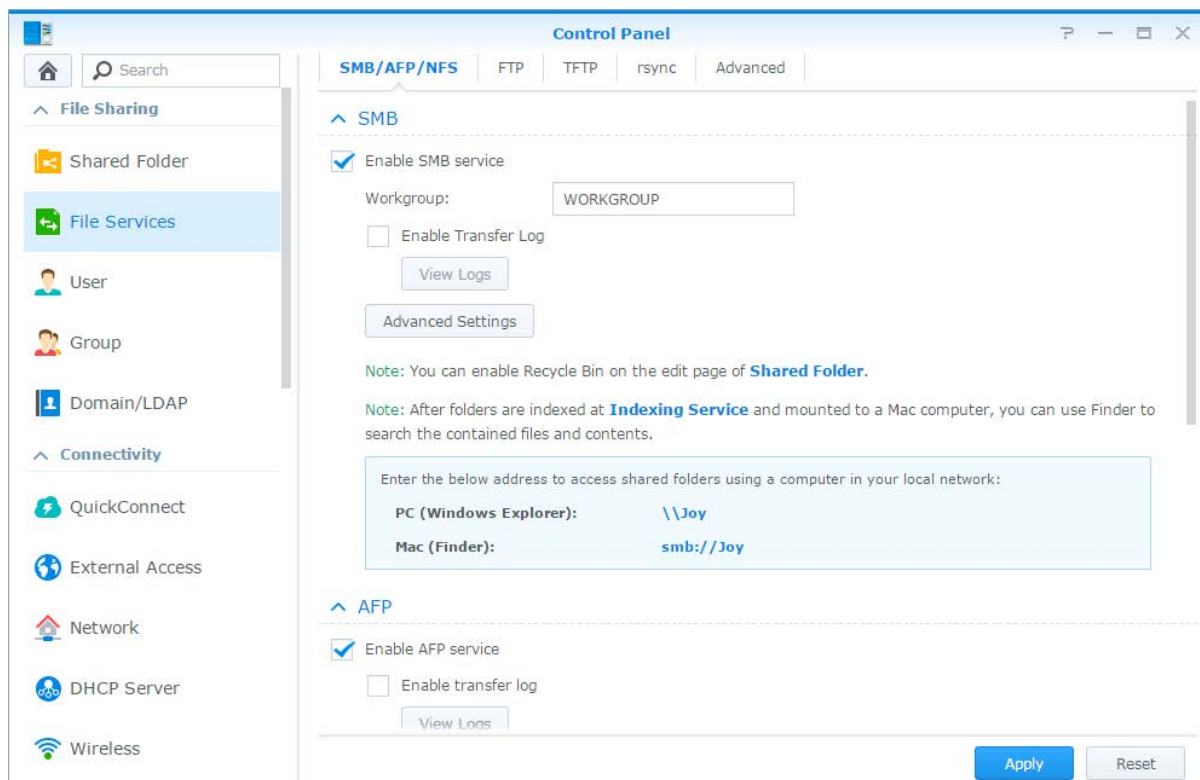 Control Panel
Search
File Sharing
Shared Folder
File Services
User
Group
Domain/LDAP
Connectivity
QuickConnect
External Access
Network
DHCP Server
Wireless
SMB/AFP/NFS
FTP
TFTP
rsync
Advanced
SMB
Enable SMB service
Workgroup:
WORKGROUP
Enable Transfer Log
View Logs
Advanced Settings
Note: You can enable Recycle Bin on the edit page of Shared Folder.
Note: After folders are indexed at Indexing Service and mounted to a Mac computer, you can use Finder to
search the contained files and contents.
Enter the below address to access shared folders using a computer in your local network:
PC (Windows Explorer): \\Joy
Mac (Finder): smb://Joy
AFP
Enable AFP service
Enable transfer log
View Logs
Apply
Reset